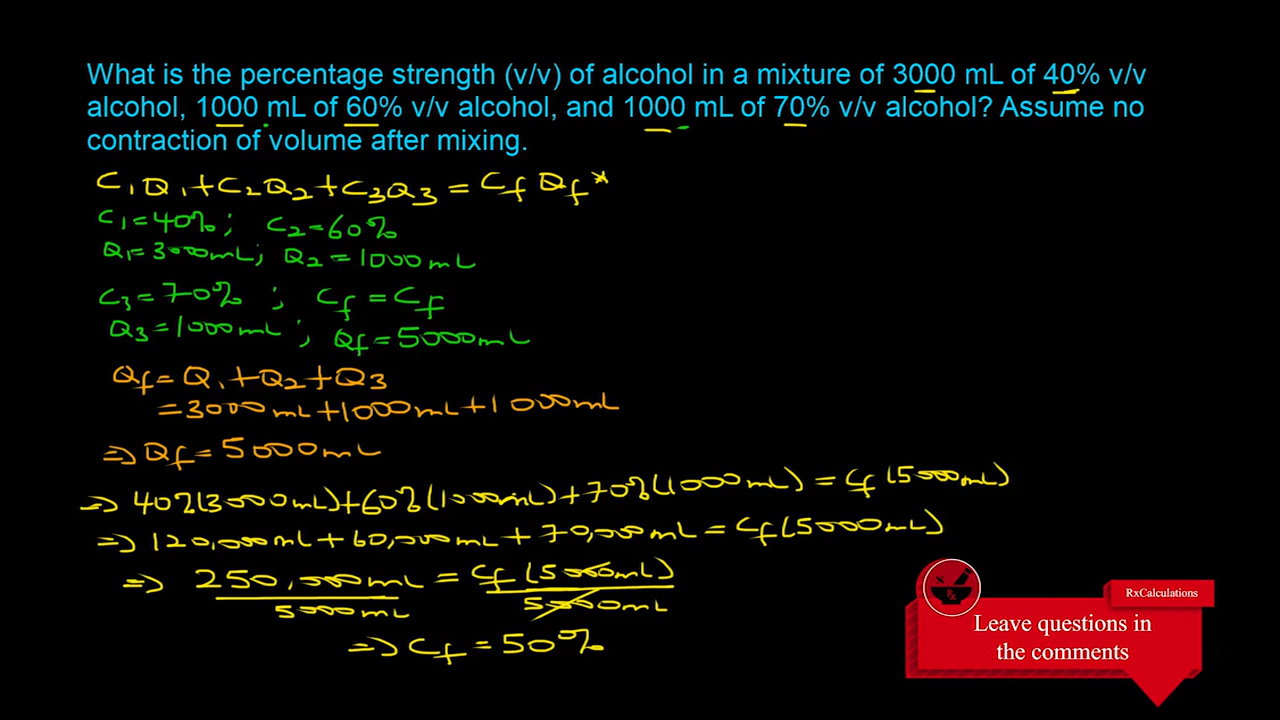 What is the percentage strength (v/v) of alcohol in a mixture of 3000 mL of 40% v/v
alcohol, 1000 mL of 60% v/v alcohol, and 1000 mL of 70% v/v alcohol? Assume no
contraction of volume after mixing.
C₁Q₁+C₂Q₂+C₃Q₃ = Cf Qf *
C₁=40%; C₂=60%
Q₁=3000mL; Q₂=1000mL
C₃=70%; Cf=Cf
Q₃=1000mL; Qf=5000mL
Qf=Q₁+Q₂+Q₃
=3000mL+1000mL+1000mL
⇒ Qf=5000mL
⇒ 40%(3000mL)+60%(1000mL)+70%(1000mL) = Cf(5000mL)
⇒ 120,000mL+60,000mL+70,000mL = Cf(5000mL)
⇒ 250,000mL = Cf(5000mL)
5000mL 5000mL
⇒ Cf=50%
RxCalculations
Rx
Leave questions in
the comments